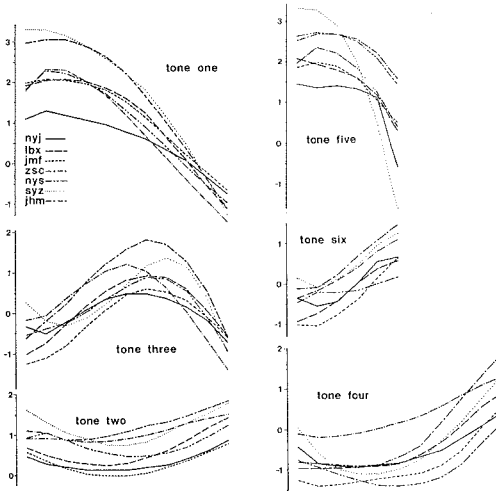 tone one
nyj
lbx
jmf
zsc
nys
syz
jhm
3
2
1
0
-1
tone five
3
2
1
0
-1
tone three
2
1
0
-1
tone six
1
0
-1
tone two
2
1
0
tone four
2
1
0
-1